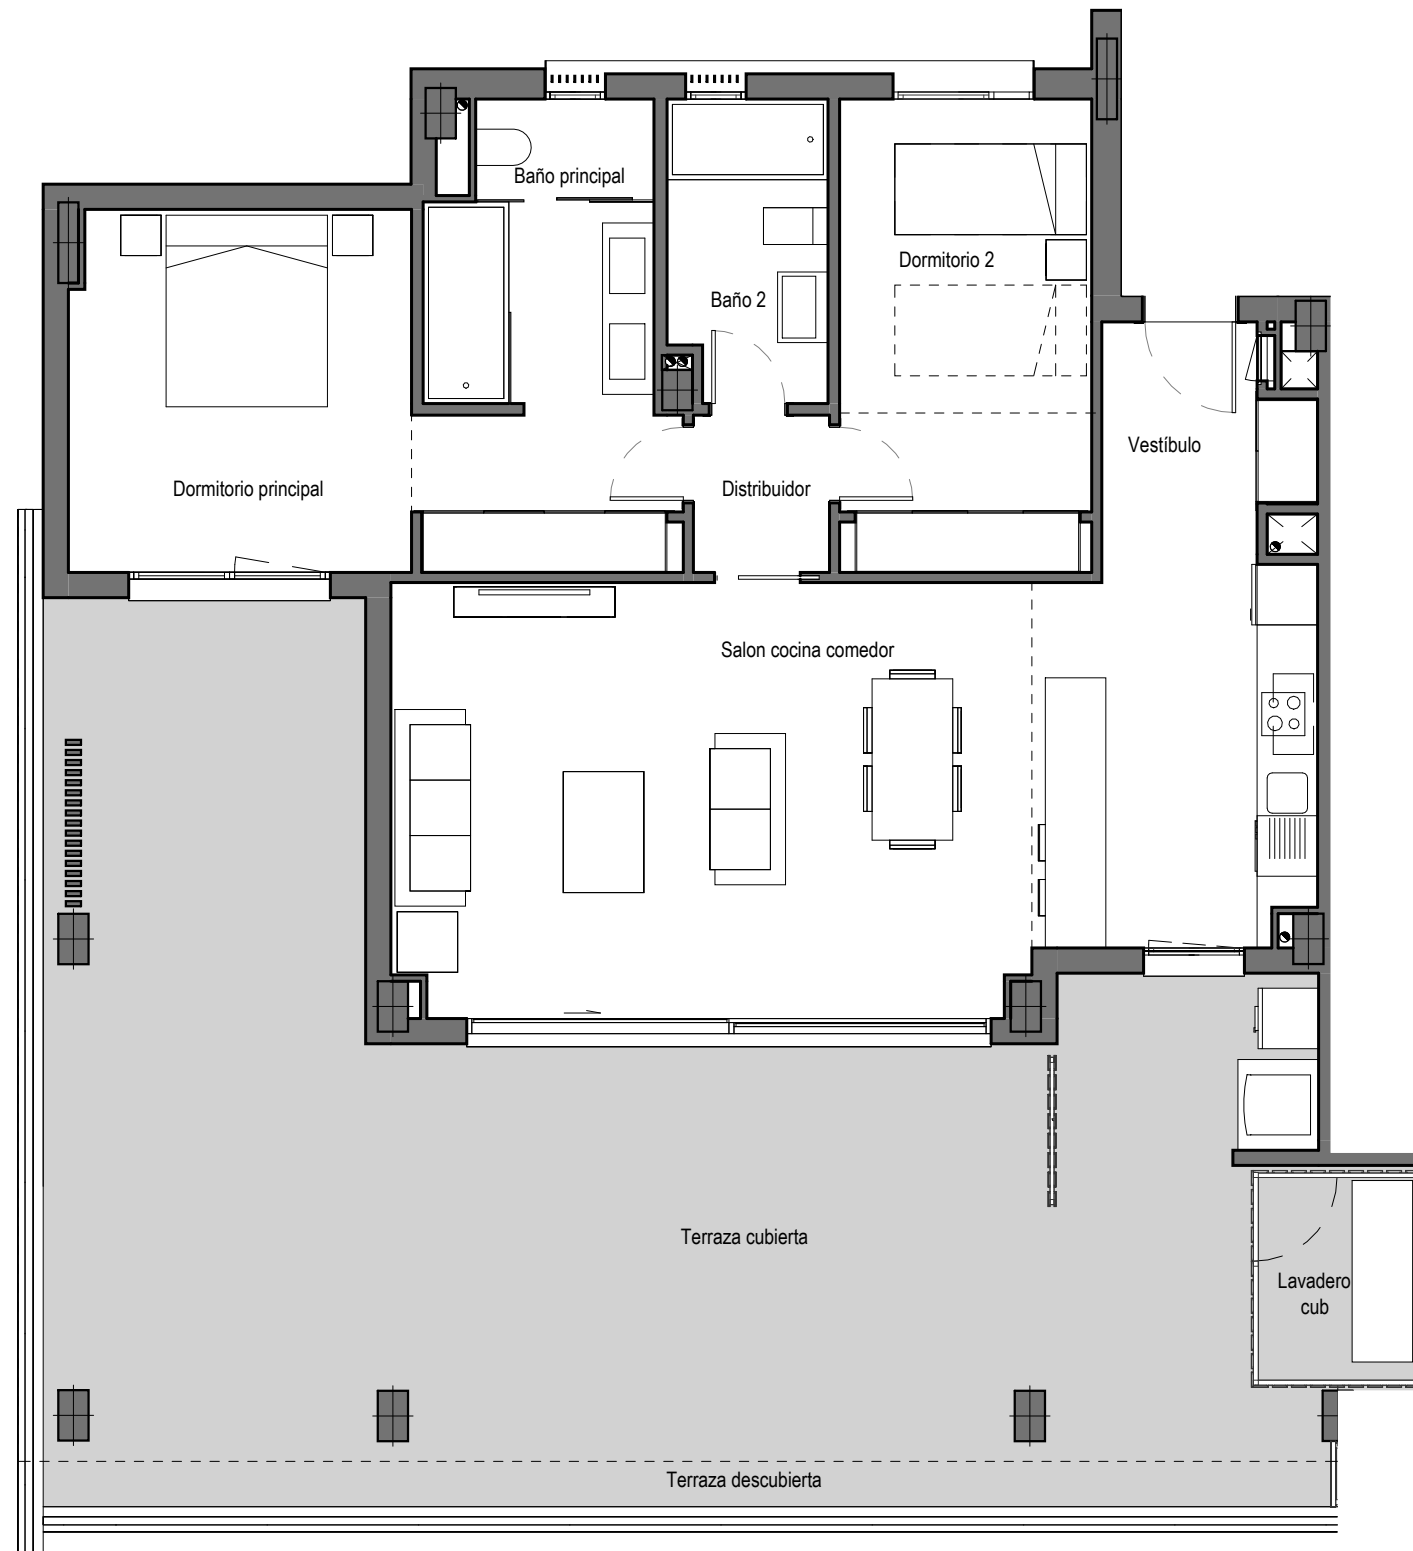 Baño principal
Dormitorio 2
Baño 2
Vestíbulo
Dormitorio principal
Distribuidor
Salon cocina comedor
Terraza cubierta
Lavadero
cub
Terraza descubierta